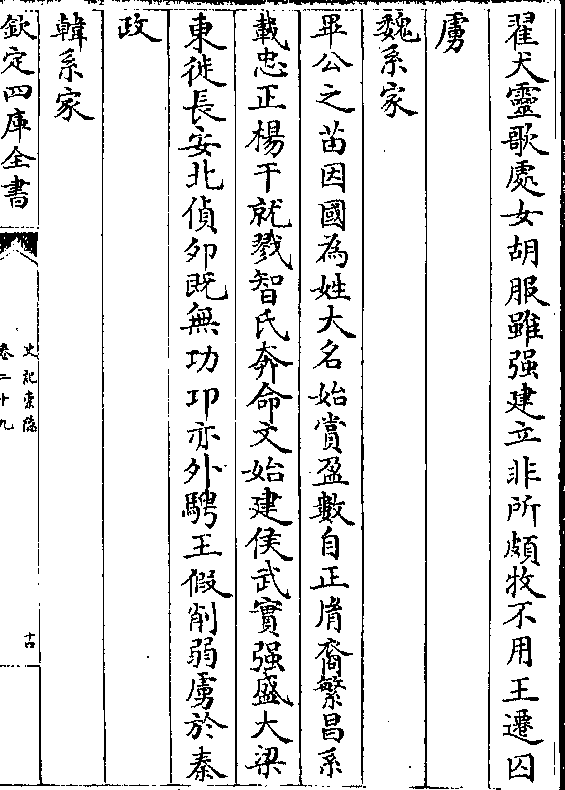 翟犬靈歌處女胡服雖强建立非所頗牧不用王遷囚
虜
魏系家
畢公之苗因國為姓大名始賞盈數自正胄裔繁昌系
載忠正楊干就戮智氏奔命文始建侯武實强盛大梁
東徙長安北偵夘既無功卬亦外騁王假削弱虜於秦
政
韓系家
欽定四庫全書
史記索隱
卷二十九
十四